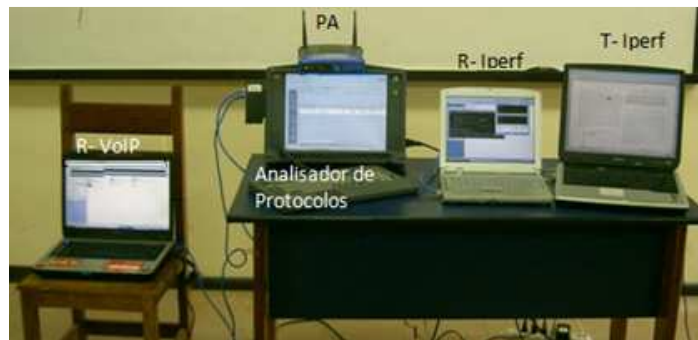 PA
T- Iperf
R- Iperf
R- VoIP
Analisador de
Protocolos